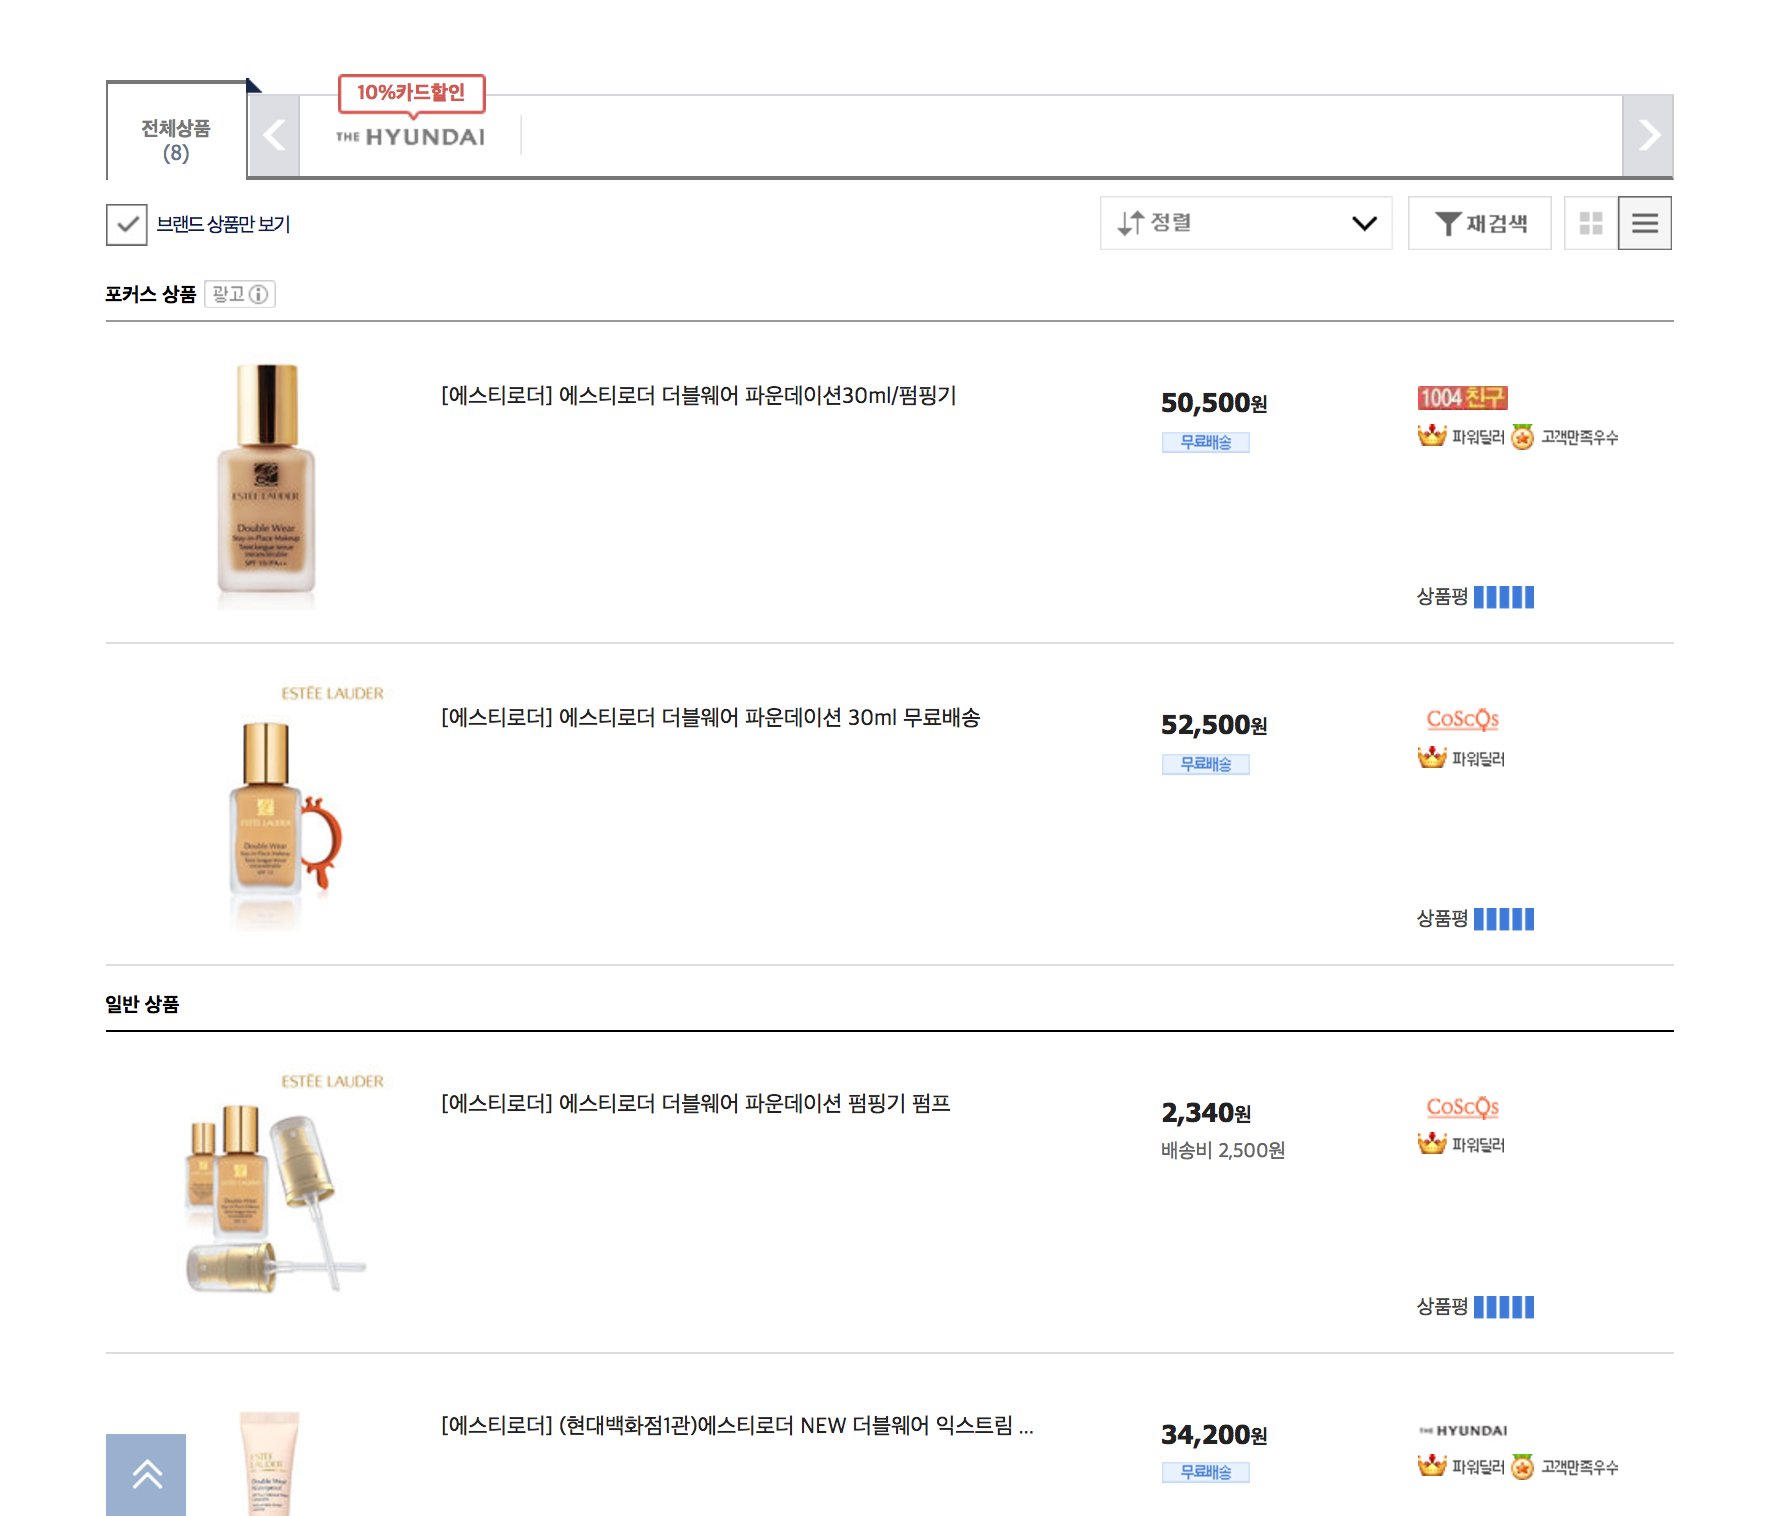 10%카드할인
전체상품
(8)
THE HYUNDAI
브랜드 상품만 보기
정렬
재검색
포커스 상품 광고
[에스티로더] 에스티로더 더블웨어 파운데이션30ml/펌핑기
50,500원
무료배송
1004 친구
파워딜러 고객만족우수
ESTEE LAUDER
Double Wear
Stay-in-Place Makeup
상품평
ESTĒE LAUDER
[에스티로더] 에스티로더 더블웨어 파운데이션 30ml 무료배송
52,500원
무료배송
CoScOs
파워딜러
ESTEE LAUDER
Double Wear
Stay-in-Place Makeup
상품평
일반 상품
ESTĒE LAUDER
[에스티로더] 에스티로더 더블웨어 파운데이션 펌핑기 펌프
2,340원
배송비 2,500원
CoScOs
파워딜러
상품평
[에스티로더] (현대백화점1관)에스티로더 NEW 더블웨어 익스트림 ...
34,200원
무료배송
THE HYUNDAI
파워딜러 고객만족우수
ESTEE
LAUDER
Double Wear